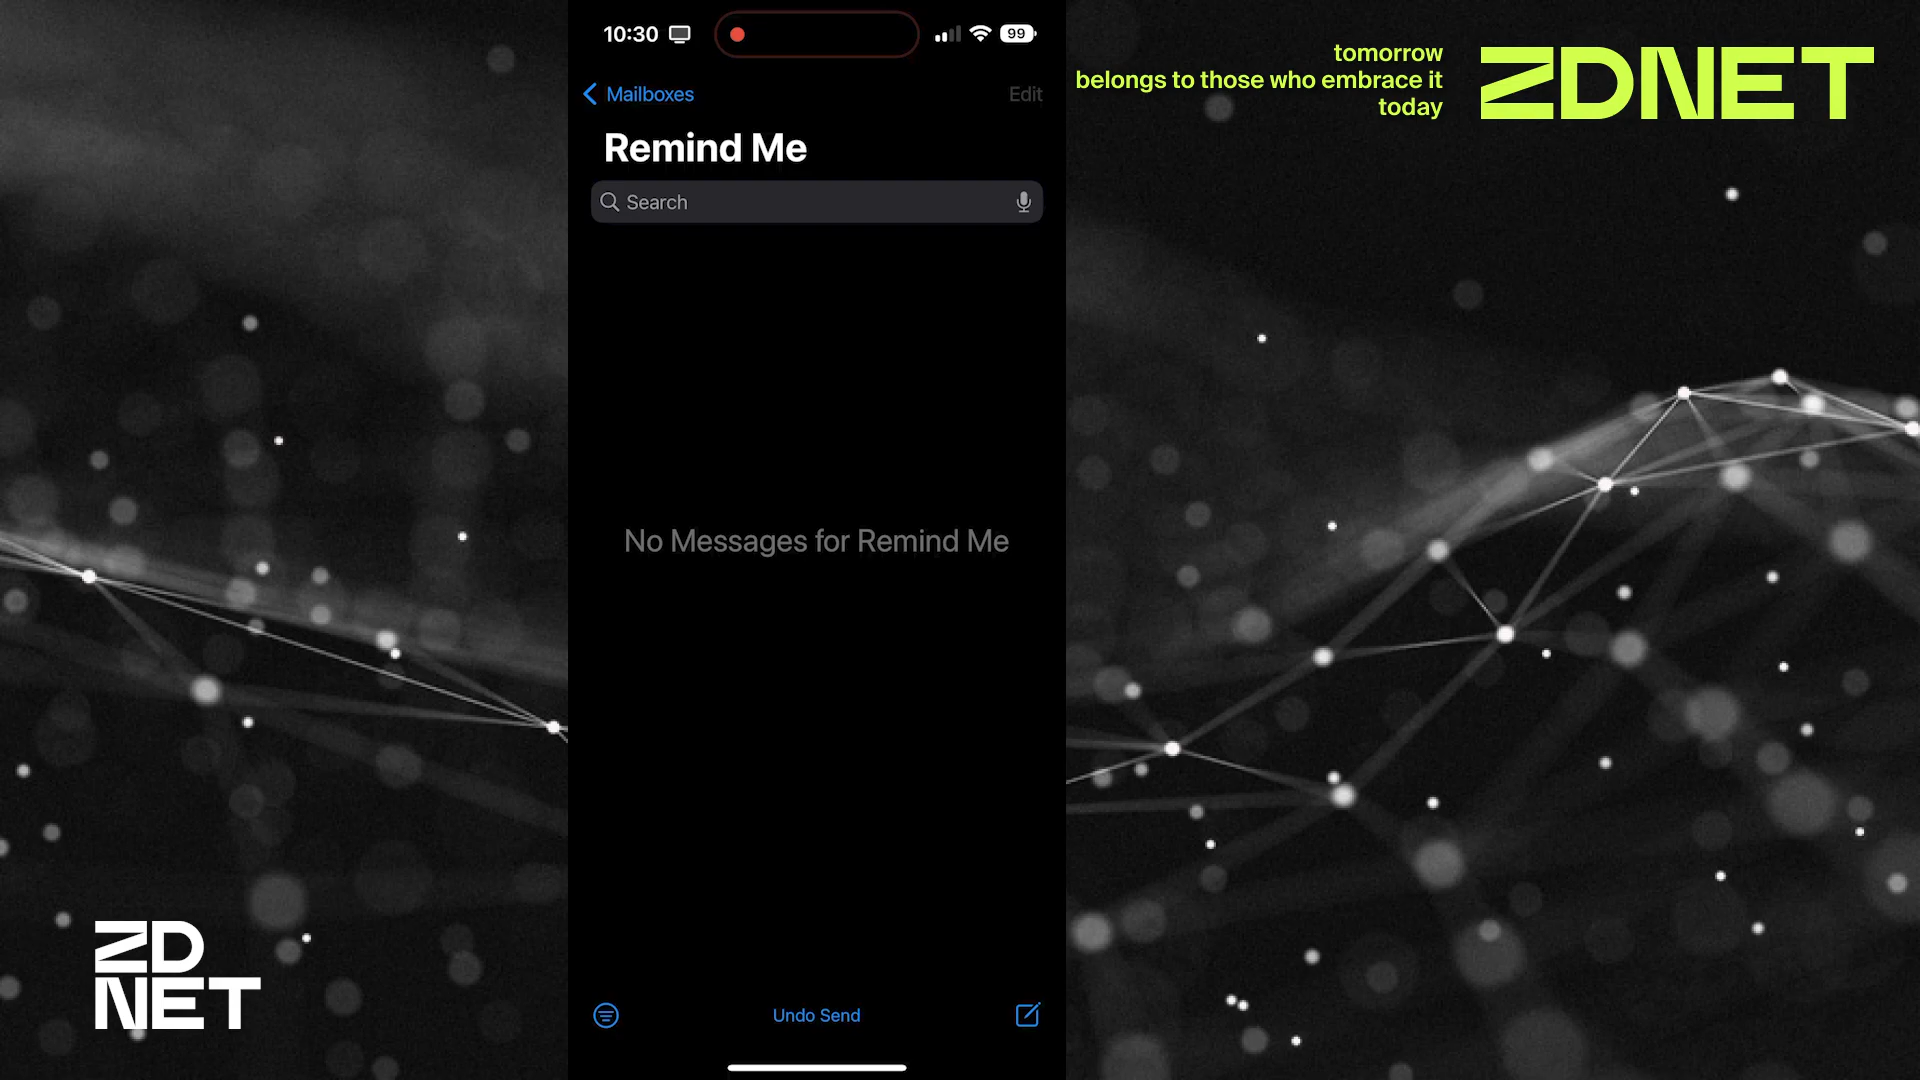 10:30
99
Mailboxes
Edit
Remind Me
Search
No Messages for Remind Me
Undo Send
tomorrow
belongs to those who embrace it
today
ZDNET
ZD
NET